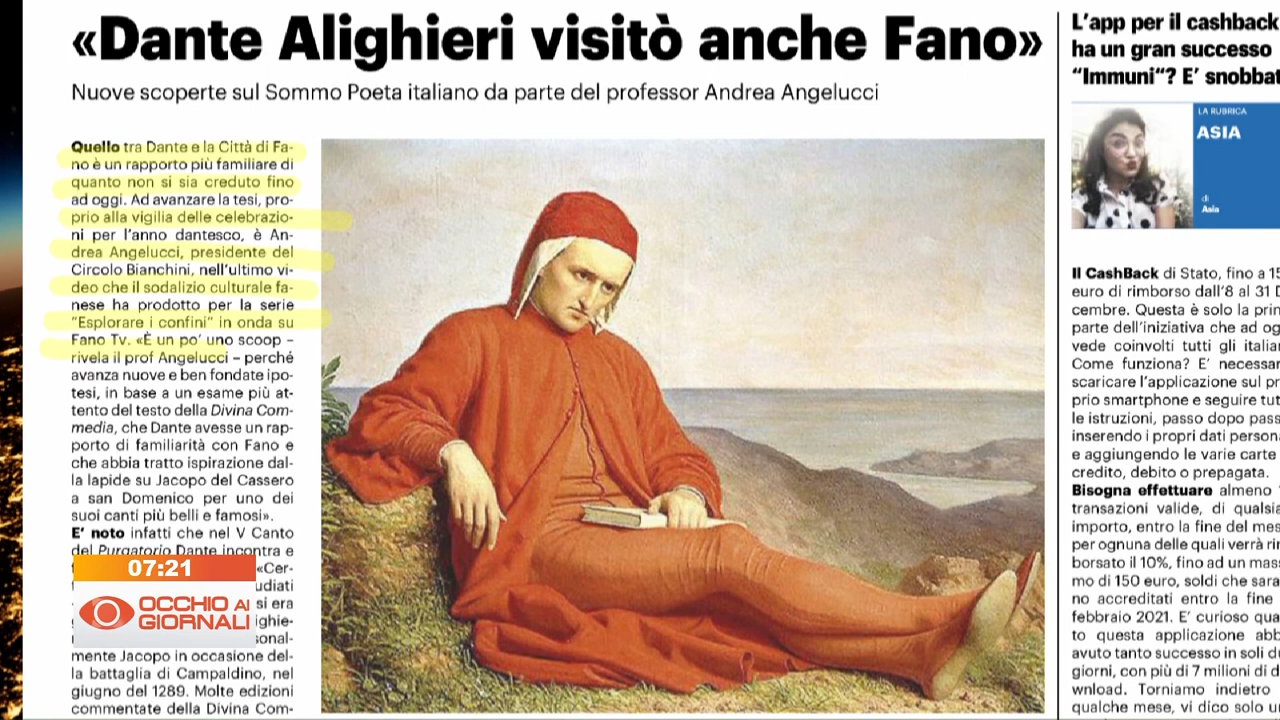 «Dante Alighieri visitò anche Fano»
Nuove scoperte sul Sommo Poeta italiano da parte del professor Andrea Angelucci
Quello tra Dante e la Città di Fa-
no è un rapporto più familiare di
quanto non si sia creduto fino
ad oggi. Ad avanzare la tesi, pro-
prio alla vigilia delle celebrazio-
ni per l'anno dantesco, è An-
drea Angelucci, presidente del
Circolo Bianchini, nell'ultimo vi-
deo che il sodalizio culturale fa-
nese ha prodotto per la serie
"Esplorare i confini" in onda su
Fano Tv. «È un po' uno scoop –
rivela il prof Angelucci – perché
avanza nuove e ben fondate ipo-
tesi, in base a un esame più at-
tento del testo della Divina Com-
media, che Dante avesse un rap-
porto di familiarità con Fano e
che abbia tratto ispirazione dal-
la lapide su Jacopo del Cassero
a san Domenico per uno dei
suoi canti più belli e famosi».
E' noto infatti che nel V Canto
del Purgatorio Dante incontra e
«Cer-
udiati
si era
ighie-
sonal-
mente Jacopo in occasione del-
la battaglia di Campaldino, nel
giugno del 1289. Molte edizioni
commentate della Divina Com-
07:21
OCCHIO AI
GIORNALI
L'app per il cashback
ha un gran successo
"Immuni"? E' snobbat
LA RUBRICA
ASIA
di
Asia
Il CashBack di Stato, fino a 15
euro di rimborso dall'8 al 31 D
cembre. Questa è solo la prin
parte dell'iniziativa che ad og
vede coinvolti tutti gli italian
Come funziona? E' necessar
scaricare l'applicazione sul pr
prio smartphone e seguire tut
le istruzioni, passo dopo pass
inserendo i propri dati persona
e aggiungendo le varie carte
credito, debito o prepagata.
Bisogna effettuare almeno 1
transazioni valide, di qualsia
importo, entro la fine del mes
per ognuna delle quali verrà rin
borsato il 10%, fino ad un mass
mo di 150 euro, soldi che sara
no accreditati entro la fine
febbraio 2021. E' curioso qua
to questa applicazione abb
avuto tanto successo in soli du
giorni, con più di 7 milioni di d
wnload. Torniamo indietro
qualche mese, vi dico solo u